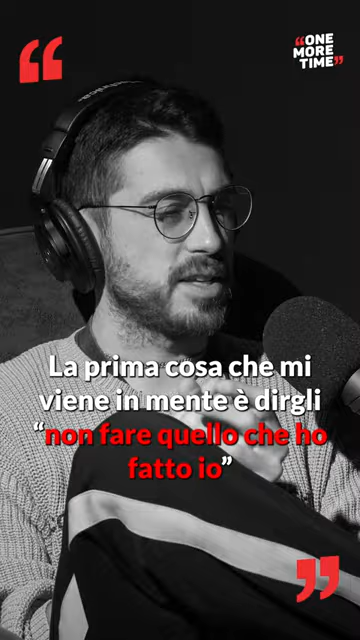 “ONE
MORE
TIME”
La prima cosa che mi
viene in mente è dirgli
“non fare quello che ho
fatto io”